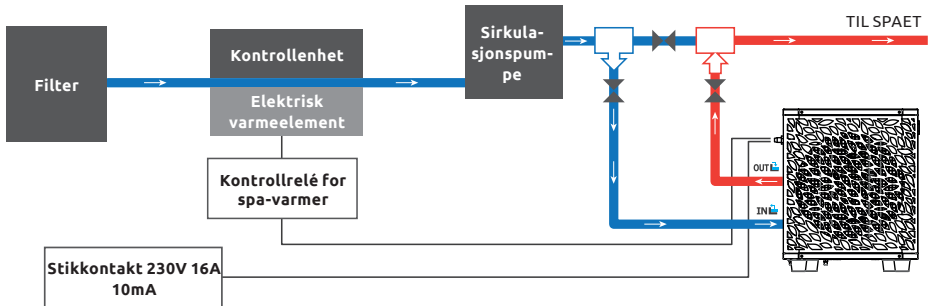 Filter
Kontrollenhet
Elektrisk
varmeelement
Kontrollrelé for
spa-varmer
Stikkontakt 230V 16A
10mA
Sirkula-
sjonspum-
pe
TIL SPAET
OUT
IN